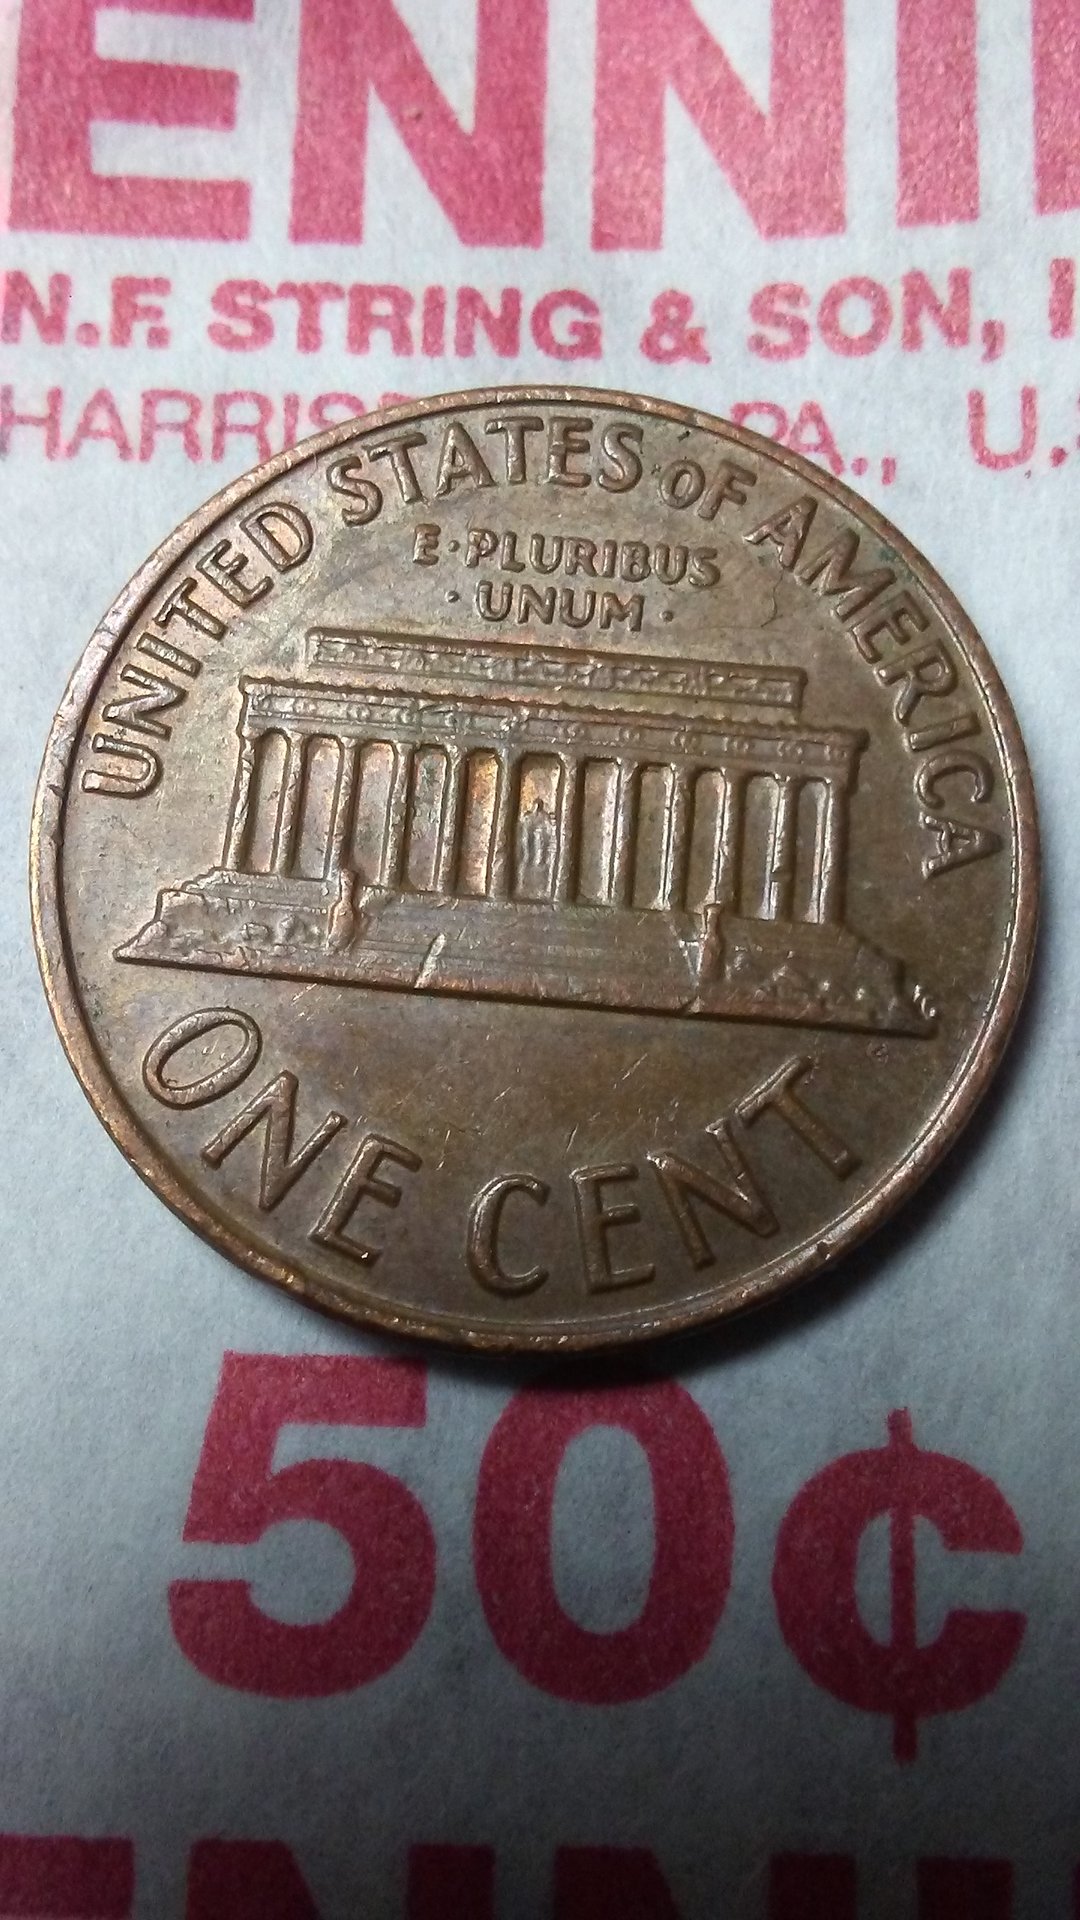 ENNI
N.F. STRING & SON,
HARRIS PA., U.S
UNITED STATES OF AMERICA
E·PLURIBUS
·UNUM·
ONE CENT
50¢